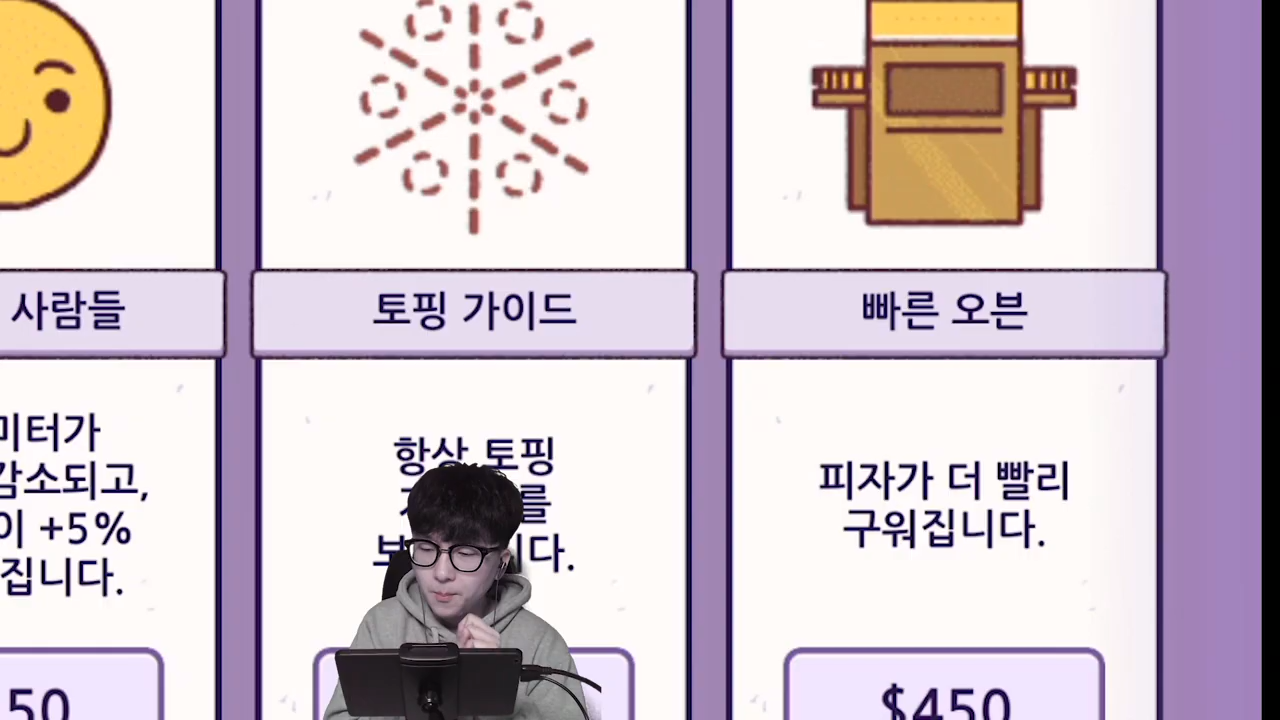 사람들
미터가
감소되고,
이 +5%
집니다.
50
토핑 가이드
항상 토핑
를
다.
빠른 오븐
피자가 더 빨리
구워집니다.
$450